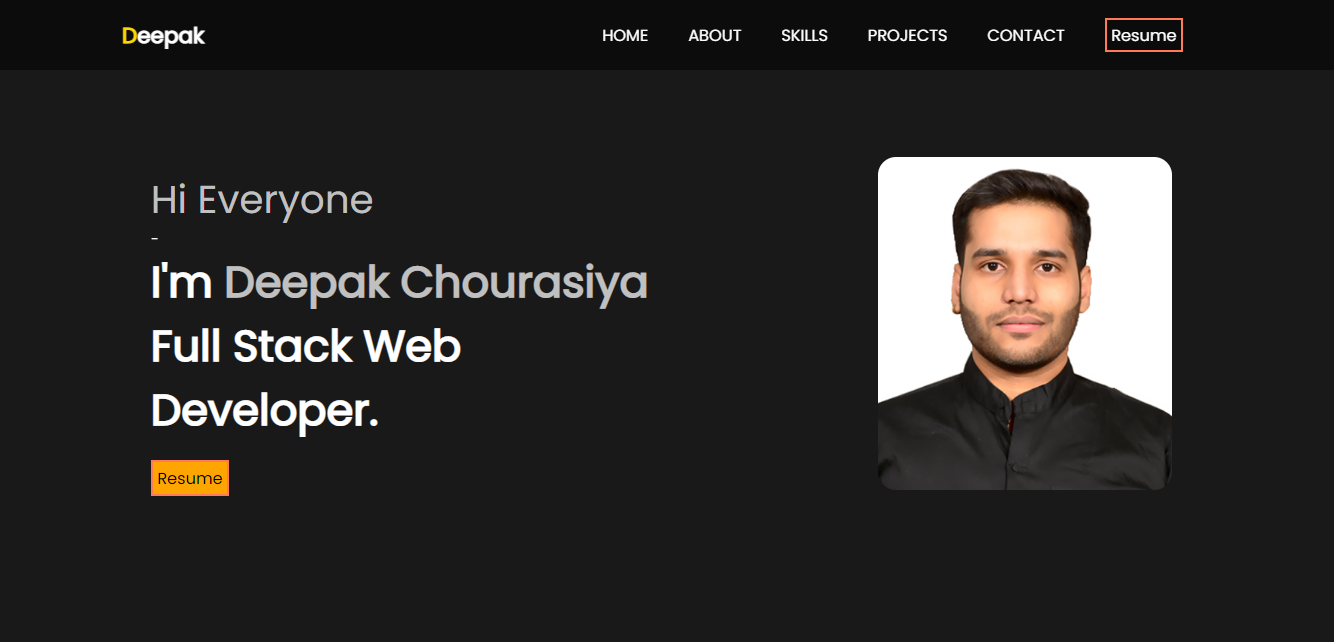 Deepak
HOME ABOUT SKILLS PROJECTS CONTACT Resume
Hi Everyone
-
I'm Deepak Chourasiya
Full Stack Web
Developer.
Resume